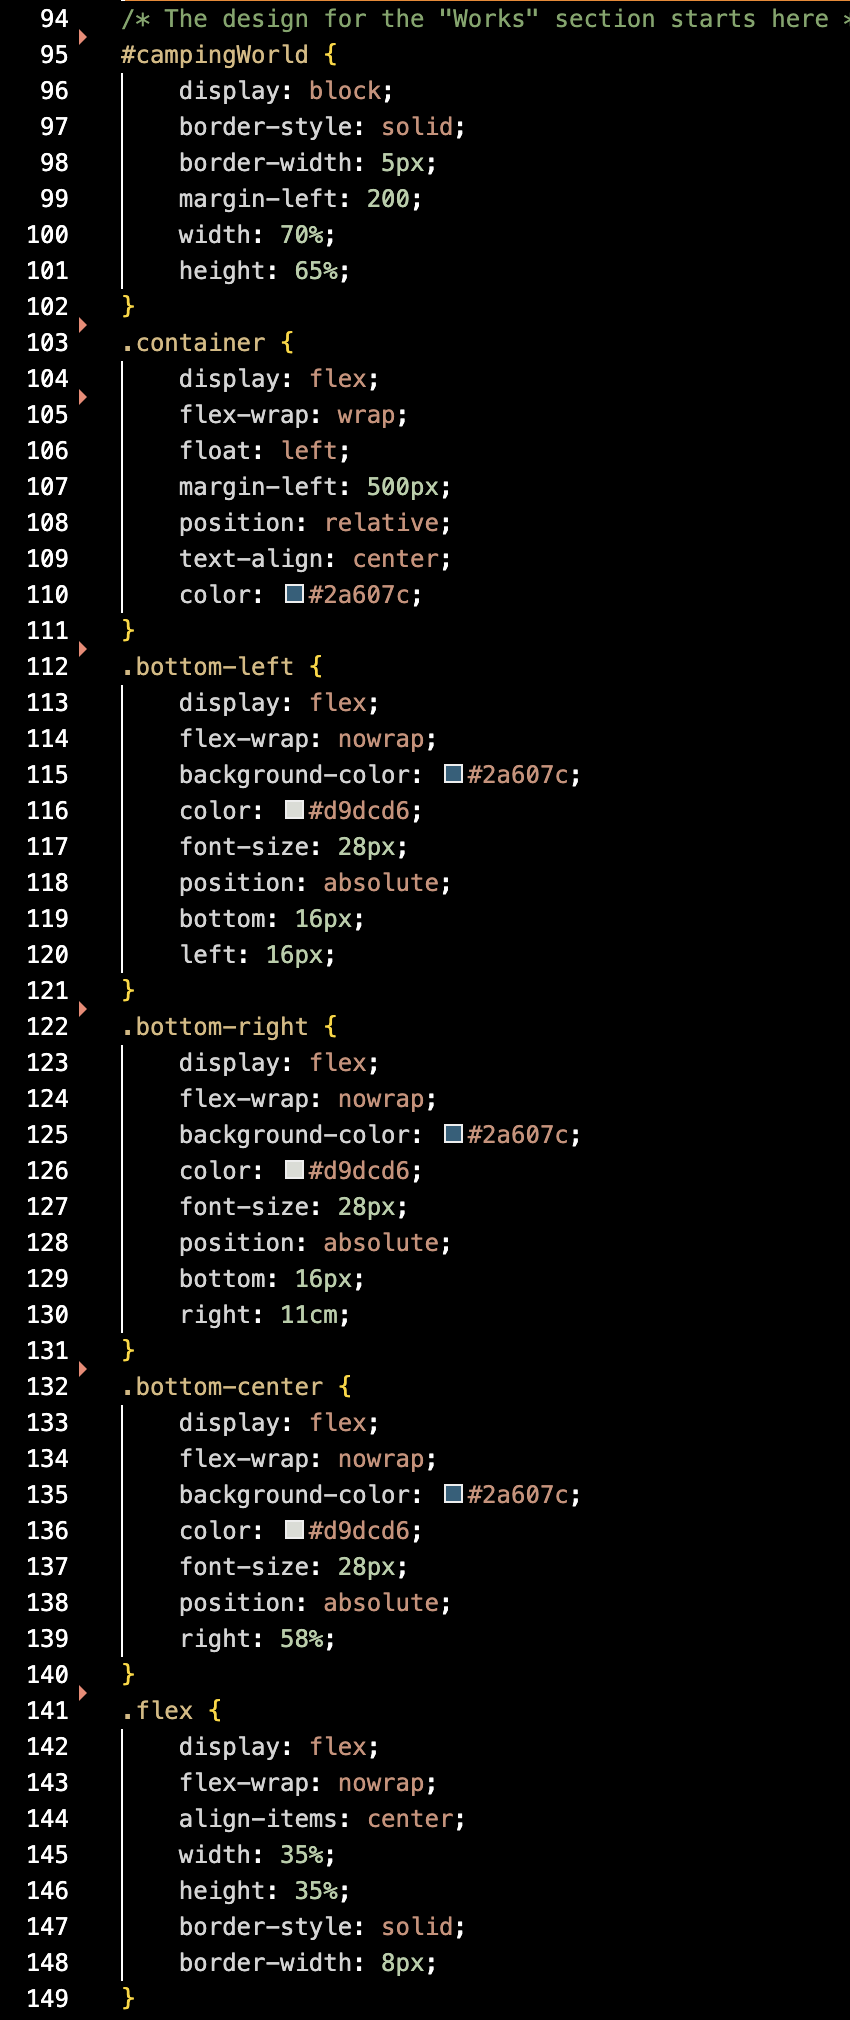 94 /* The design for the "Works" section starts here
95 #campingWorld {
96 display: block;
97 border-style: solid;
98 border-width: 5px;
99 margin-left: 200;
100 width: 70%;
101 height: 65%;
102 }
103 .container {
104 display: flex;
105 flex-wrap: wrap;
106 float: left;
107 margin-left: 500px;
108 position: relative;
109 text-align: center;
110 color: #2a607c;
111 }
112 .bottom-left {
113 display: flex;
114 flex-wrap: nowrap;
115 background-color: #2a607c;
116 color: #d9dcd6;
117 font-size: 28px;
118 position: absolute;
119 bottom: 16px;
120 left: 16px;
121 }
122 .bottom-right {
123 display: flex;
124 flex-wrap: nowrap;
125 background-color: #2a607c;
126 color: #d9dcd6;
127 font-size: 28px;
128 position: absolute;
129 bottom: 16px;
130 right: 11cm;
131 }
132 .bottom-center {
133 display: flex;
134 flex-wrap: nowrap;
135 background-color: #2a607c;
136 color: #d9dcd6;
137 font-size: 28px;
138 position: absolute;
139 right: 58%;
140 }
141 .flex {
142 display: flex;
143 flex-wrap: nowrap;
144 align-items: center;
145 width: 35%;
146 height: 35%;
147 border-style: solid;
148 border-width: 8px;
149 }